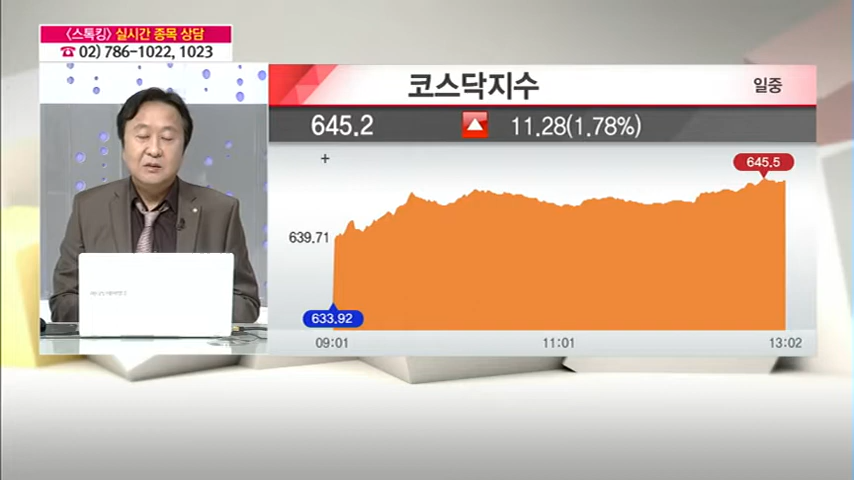 〈스톡킹〉 실시간 종목 상담
☎ 02) 786-1022, 1023
코스닥지수
일중
645.2 ▲ 11.28(1.78%)
+
645.5
639.71
633.92
09:01 11:01 13:02